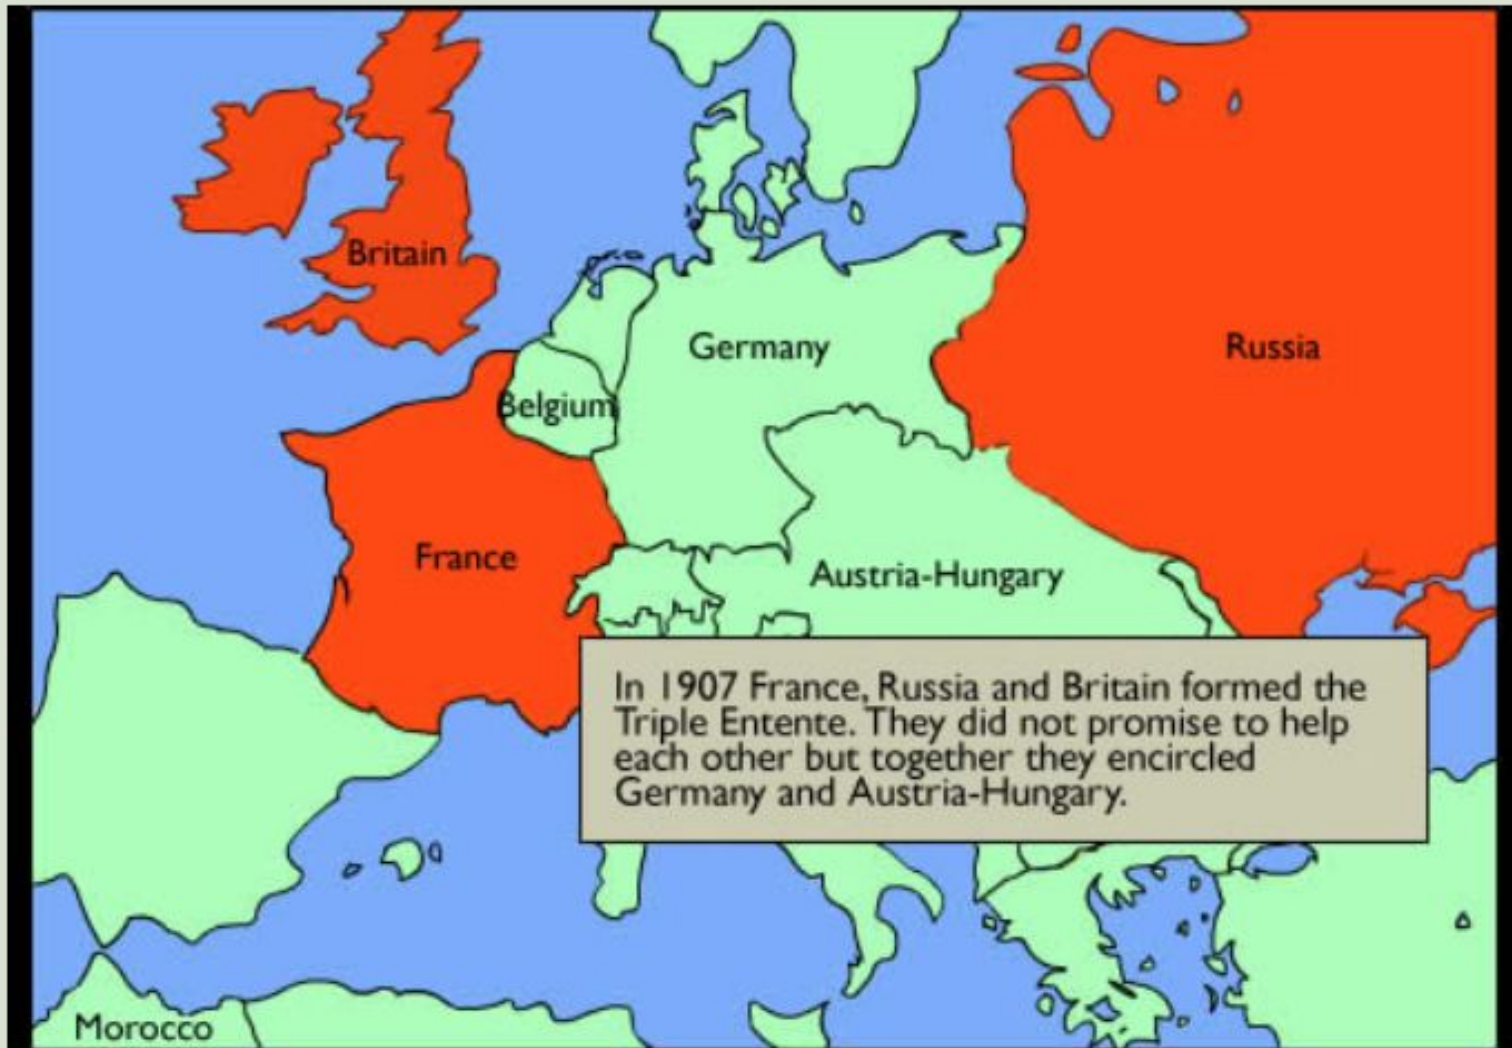 Britain
Germany
Russia
Belgium
France
Austria-Hungary
In 1907 France, Russia and Britain formed the
Triple Entente. They did not promise to help
each other but together they encircled
Germany and Austria-Hungary.
Morocco